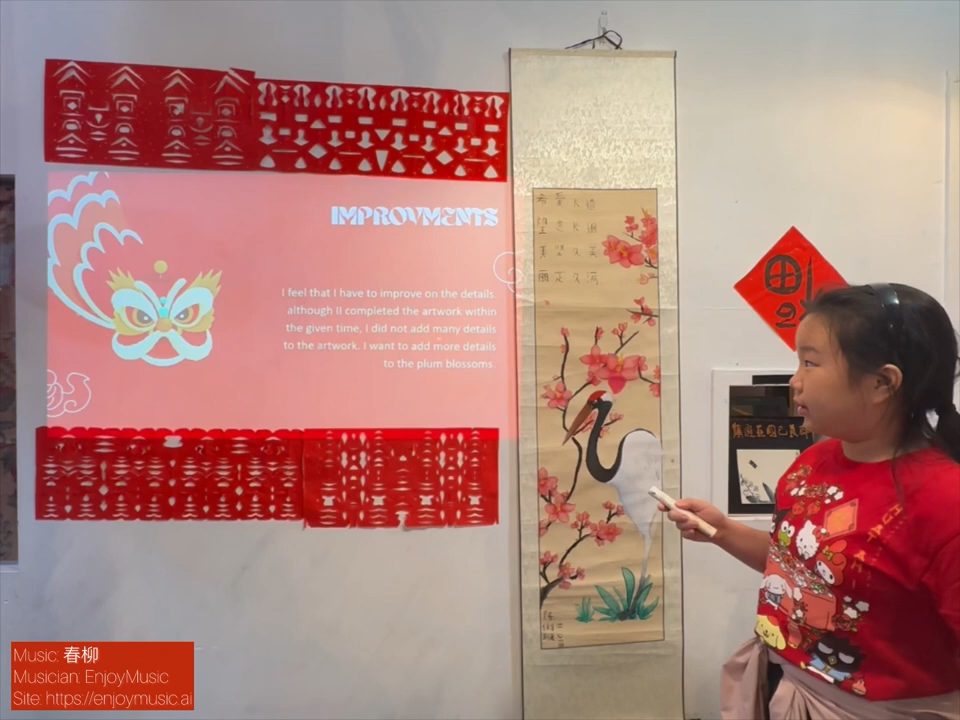 IMPROVMENTS
I feel that I have to improve on the details.
although II completed the artwork within
the given time, I did not add many details
to the artwork. I want to add more details
to the plum blossoms.
福
Music: 春柳
Musician: EnjoyMusic
Site: https://enjoymusic.ai